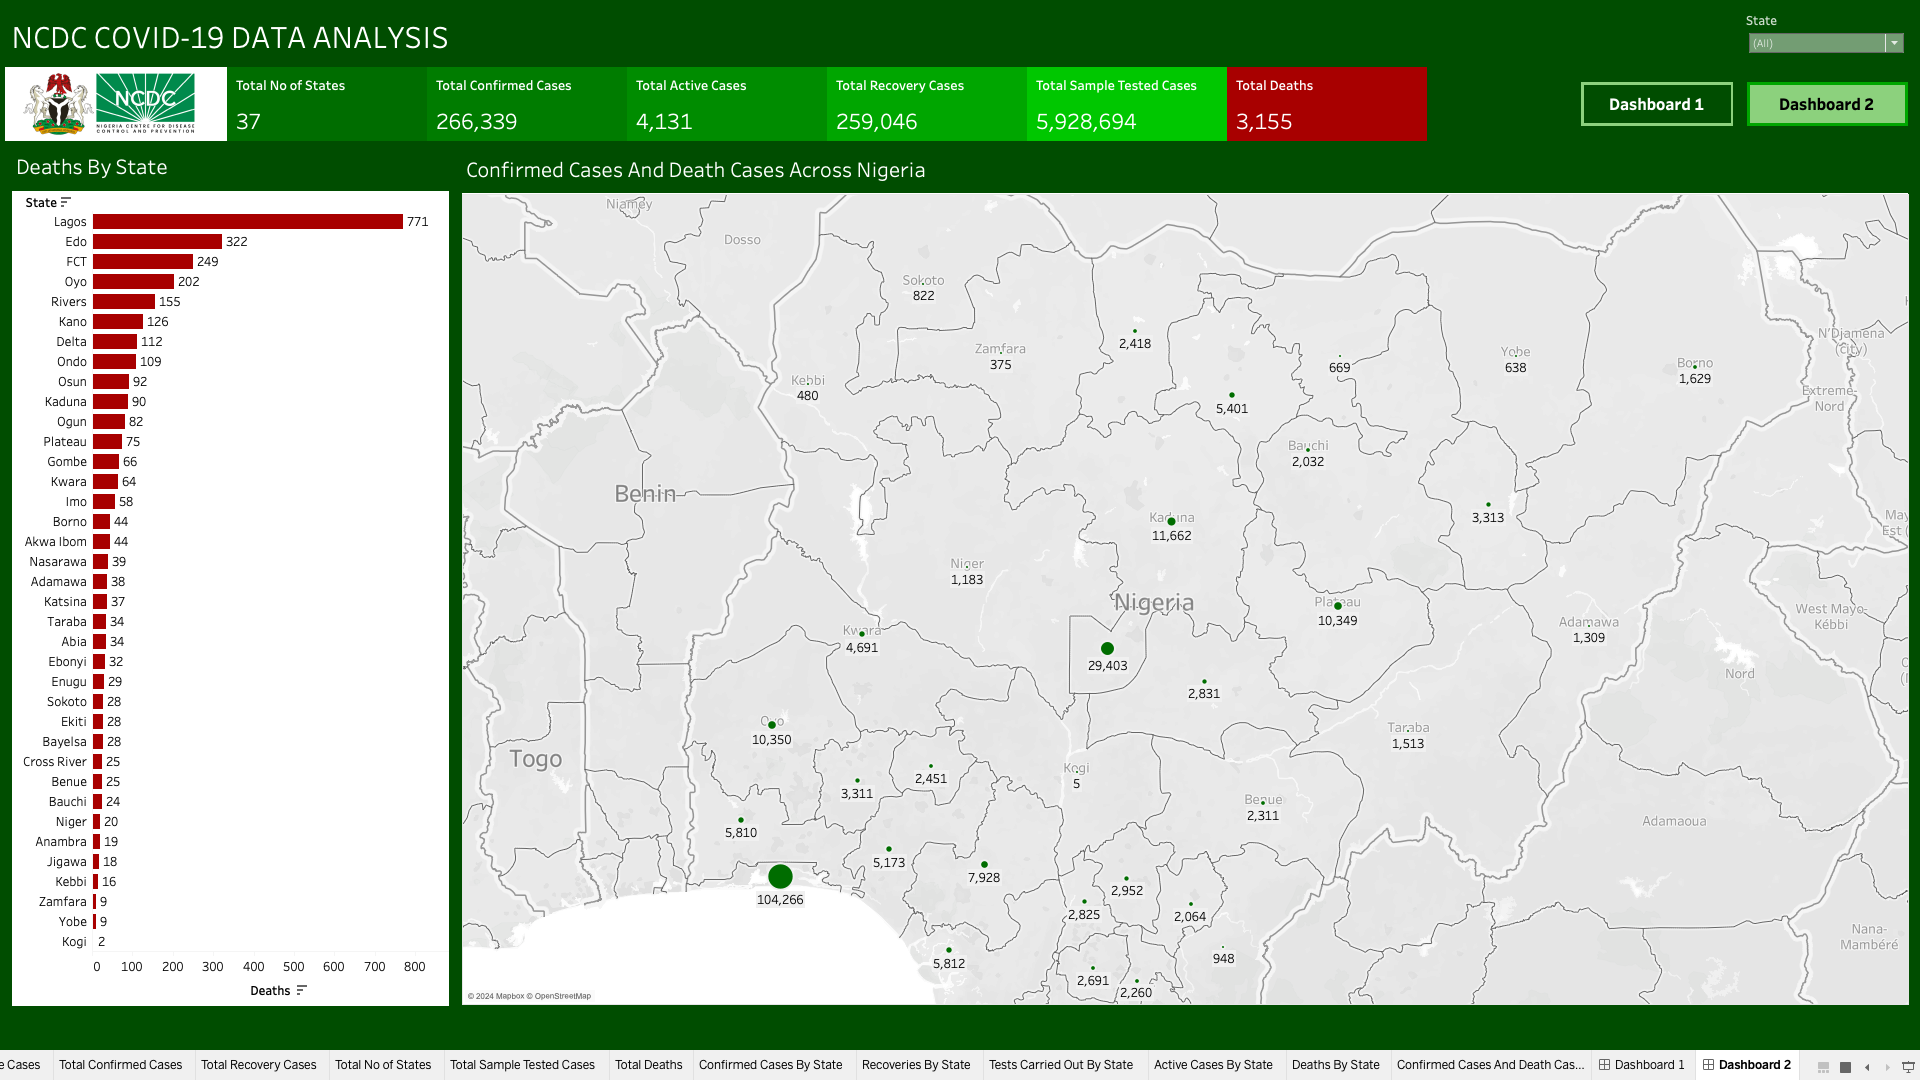 NCDC COVID-19 DATA ANALYSIS
State
(All)
NCDC
NIGERIA CENTRE FOR DISEASE
CONTROL AND PREVENTION
Total No of States
37
Total Confirmed Cases
266,339
Total Active Cases
4,131
Total Recovery Cases
259,046
Total Sample Tested Cases
5,928,694
Total Deaths
3,155
Dashboard 1
Dashboard 2
Deaths By State
State
Lagos 771
Edo 322
FCT 249
Oyo 202
Rivers 155
Kano 126
Delta 112
Ondo 109
Osun 92
Kaduna 90
Ogun 82
Plateau 75
Gombe 66
Kwara 64
Imo 58
Borno 44
Akwa Ibom 44
Nasarawa 39
Adamawa 38
Katsina 37
Taraba 34
Abia 34
Ebonyi 32
Enugu 29
Sokoto 28
Ekiti 28
Bayelsa 28
Cross River 25
Benue 25
Bauchi 24
Niger 20
Anambra 19
Jigawa 18
Kebbi 16
Zamfara 9
Yobe 9
Kogi 2
0 100 200 300 400 500 600 700 800
Deaths
Confirmed Cases And Death Cases Across Nigeria
Niamey
Dosso
Sokoto
822
N'Djamena
(city)
2,418
Zamfara
375
669
Yobe
638
Borno
1,629
Kebbi
480
Extreme-
Nord
5,401
Bauchi
2,032
Benin
3,313
May
Est (
Kaduna
11,662
Niger
1,183
Nigeria
Plateau
10,349
West Mayo-
Kébbi
Adamawa
1,309
Kwara
4,691
29,403
Nord
2,831
Oyo
10,350
Taraba
1,513
Togo
Kogi
5
2,451
3,311
Benue
2,311
5,810
Adamaoua
5,173
7,928
2,952
104,266
2,825
2,064
Nana-
Mambéré
5,812
948
2,691
2,260
© 2024 Mapbox © OpenStreetMap
e Cases Total Confirmed Cases Total Recovery Cases Total No of States Total Sample Tested Cases Total Deaths Confirmed Cases By State Recoveries By State Tests Carried Out By State Active Cases By State Deaths By State Confirmed Cases And Death Cas... Dashboard 1 Dashboard 2